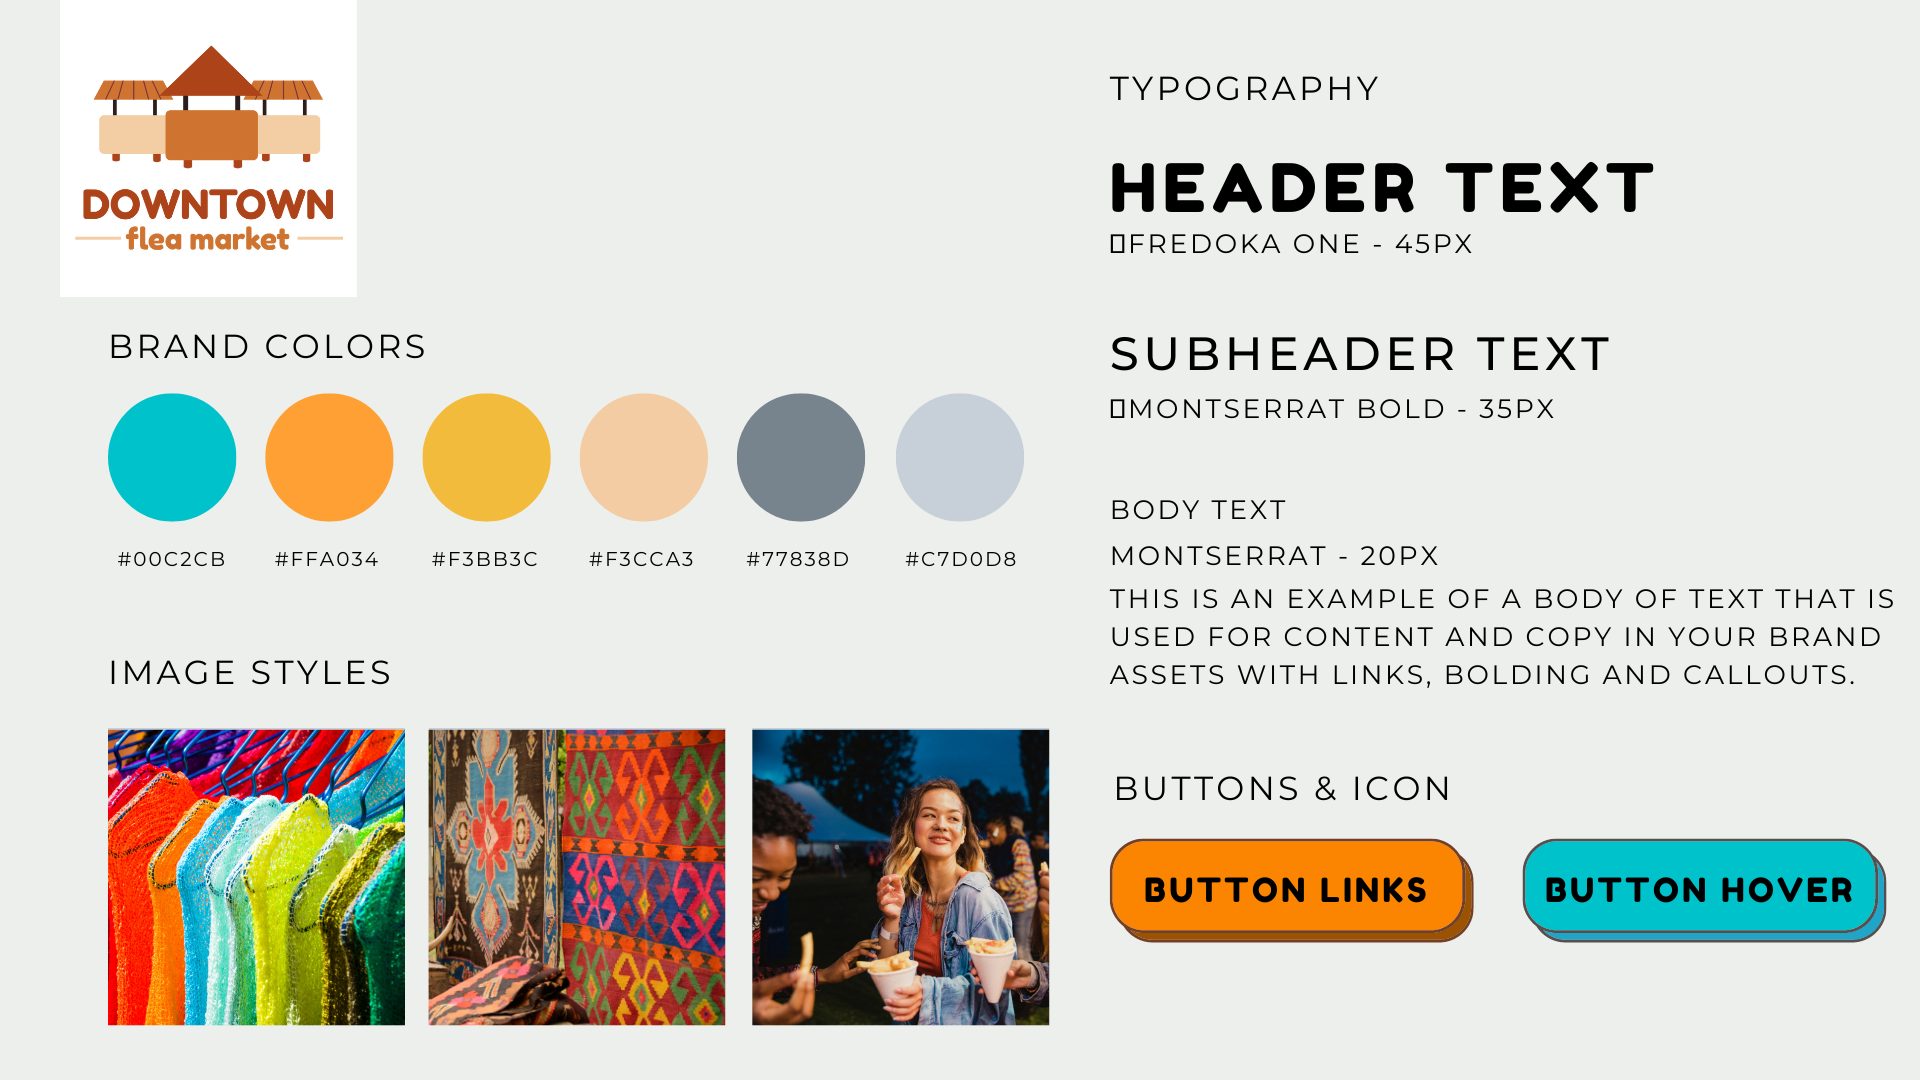 DOWNTOWN
flea market
BRAND COLORS
#00C2CB
#FFA034
#F3BB3C
#F3CCA3
#77838D
#C7D0D8
IMAGE STYLES
TYPOGRAPHY
HEADER TEXT
FREDOKA ONE - 45PX
SUBHEADER TEXT
MONTSERRAT BOLD - 35PX
BODY TEXT
MONTSERRAT - 20PX
THIS IS AN EXAMPLE OF A BODY OF TEXT THAT IS
USED FOR CONTENT AND COPY IN YOUR BRAND
ASSETS WITH LINKS, BOLDING AND CALLOUTS.
BUTTONS & ICON
BUTTON LINKS
BUTTON HOVER